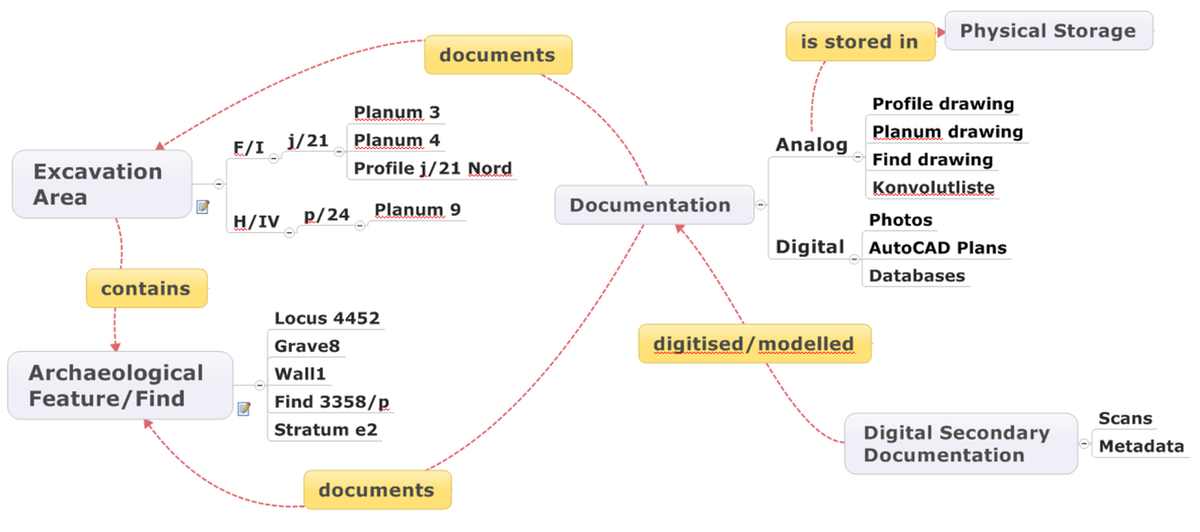 documents
is stored in
Physical Storage
Excavation
Area
F/I
j/21
Planum 3
Planum 4
Profile j/21 Nord
H/IV
p/24
Planum 9
Documentation
Analog
Profile drawing
Planum drawing
Find drawing
Konvolutliste
Digital
Photos
AutoCAD Plans
Databases
contains
digitised/modelled
Archaeological
Feature/Find
Locus 4452
Grave8
Wall1
Find 3358/p
Stratum e2
Digital Secondary
Documentation
Scans
Metadata
documents